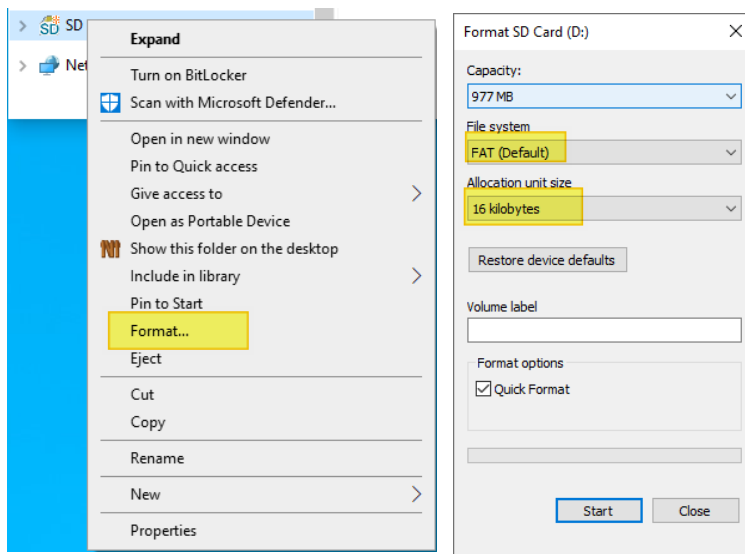 SD
SD
Net
Expand
Turn on BitLocker
Scan with Microsoft Defender...
Open in new window
Pin to Quick access
Give access to
Open as Portable Device
Show this folder on the desktop
Include in library
Pin to Start
Format...
Eject
Cut
Copy
Rename
New
Properties
Format SD Card (D:)
Capacity:
977 MB
File system
FAT (Default)
Allocation unit size
16 kilobytes
Restore device defaults
Volume label
Format options
Quick Format
Start
Close